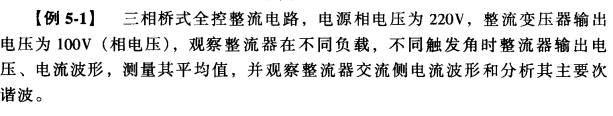 【例 5-1】 三相桥式全控整流电路，电源相电压为 220V，整流变压器输出
电压为 100V（相电压），观察整流器在不同负载，不同触发角时整流器输出电
压、电流波形，测量其平均值，并观察整流器交流侧电流波形和分析其主要次
谐波。